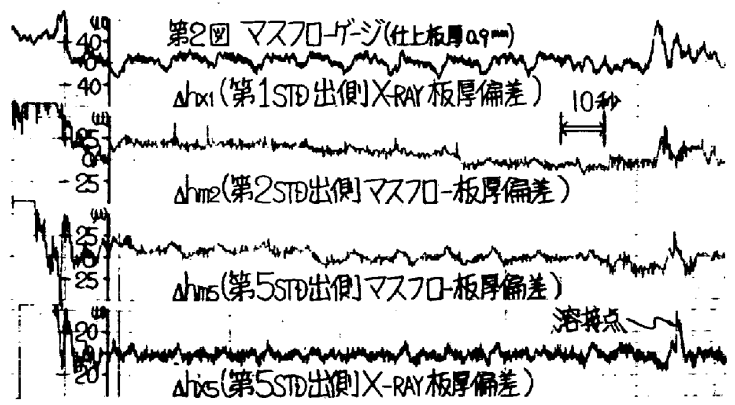 第2図 マスフローゲージ(仕上板厚0.9mm)
(μ)
40
0
40
Δhx1(第1STD出側X-RAY板厚偏差)
10秒
(μ)
25
0
25
Δhm2(第2STD出側マスフロー板厚偏差)
(μ)
25
0
25
Δhm5(第5STD出側マスフロー板厚偏差)
溶接点
(μ)
20
0
20
Δhx5(第5STD出側X-RAY板厚偏差)